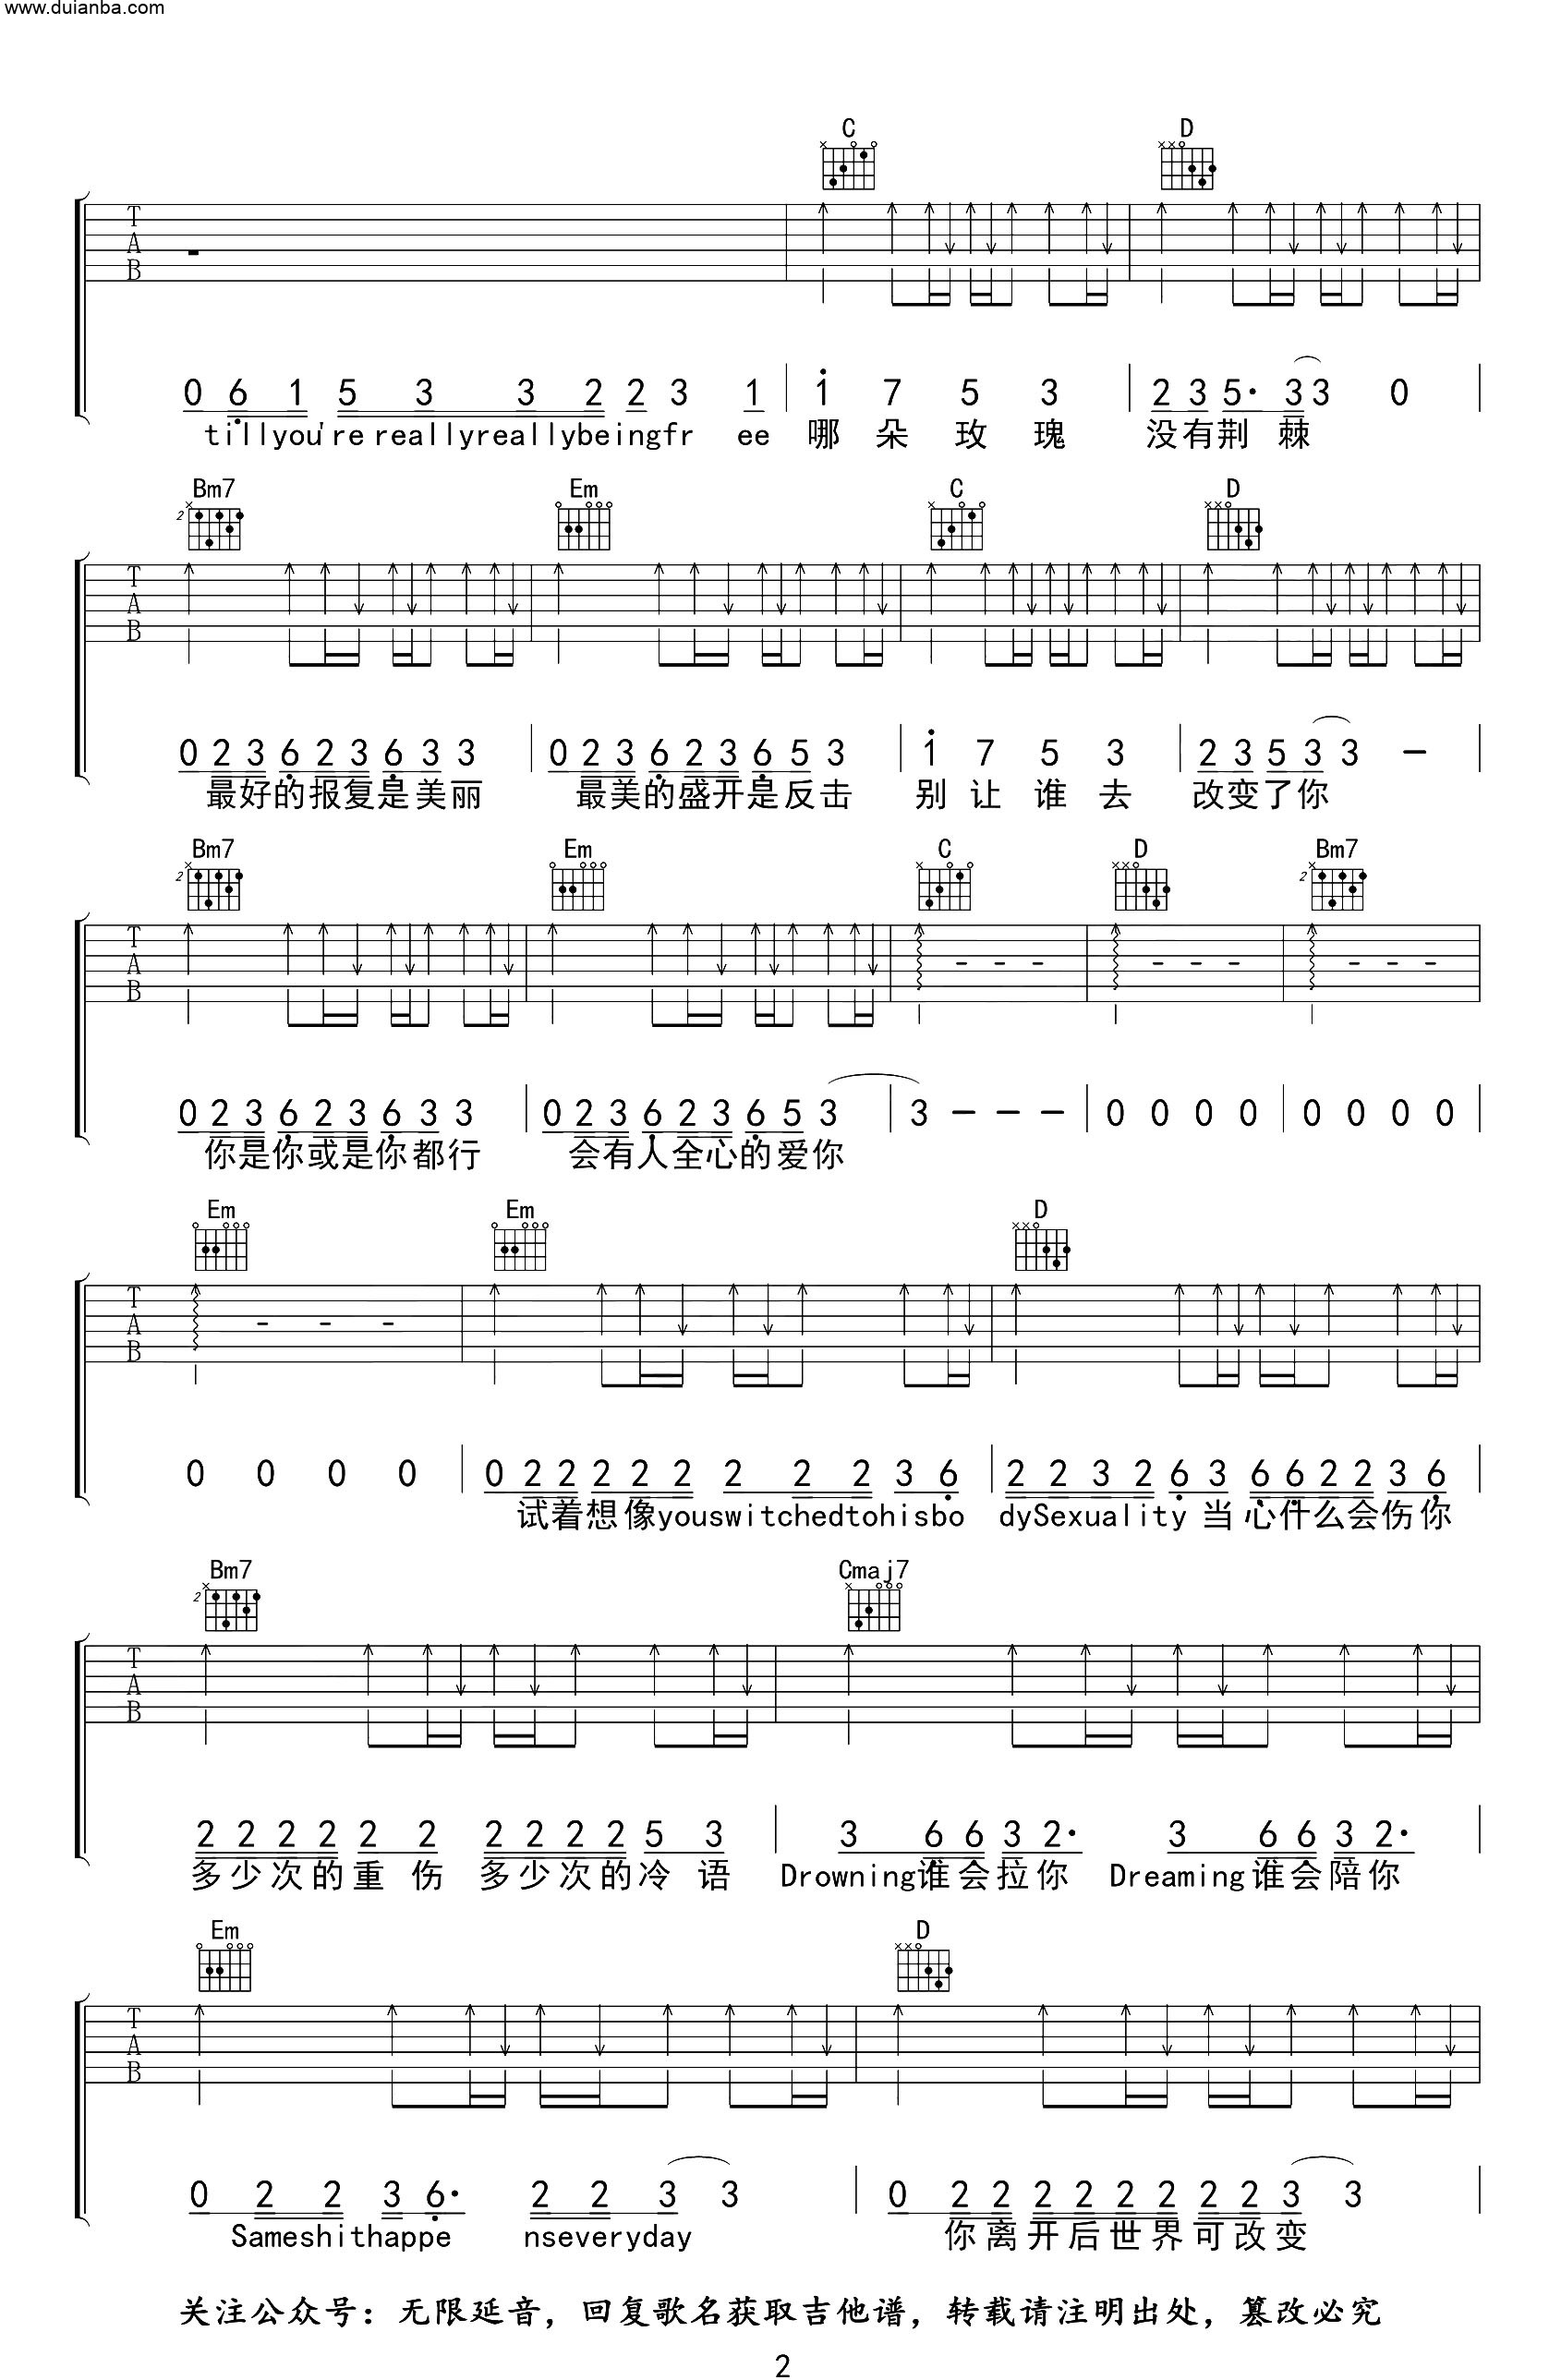 www.duianba.com
C D
T A B
0 6 1 5 3 3 2 2 3 1 1 7 5 3 2 3 5· 3 3 0
tillyou're reallyreallybeingfr ee 哪 朵 玫 瑰 没有荆 棘
Bm7 Em C D
2
T A B
0 2 3 6 2 3 6 3 3 0 2 3 6 2 3 6 5 3 1 7 5 3 2 3 5 3 3 −
最好的报复是美丽 最美的盛开是反击 别 让 谁 去 改变了你
Bm7 Em C D Bm7
2 2
T A B
0 2 3 6 2 3 6 3 3 0 2 3 6 2 3 6 5 3 3 − − − 0 0 0 0 0 0 0 0
你是你或是你都行 会有人全心的爱你
Em Em D
T A B
0 0 0 0 0 2 2 2 2 2 2 2 2 3 6 2 2 3 2 6 3 6 6 2 2 3 6
试着想像youswitchedtohisbo dySexuality 当心什么会伤你
Bm7 Cmaj7
2
T A B
2 2 2 2 2 2 2 2 2 2 5 3 3 6 6 3 2· 3 6 6 3 2·
多少次的重 伤 多少次的冷 语 Drowning谁会拉你 Dreaming谁会陪你
Em D
T A B
0 2 2 3 6· 2 2 3 3 0 2 2 2 2 2 2 2 2 3 3
Sameshithappe nseveryday 你离开后世界可改变
关注公众号：无限延音，回复歌名获取吉他谱，转载请注明出处，篡改必究
2